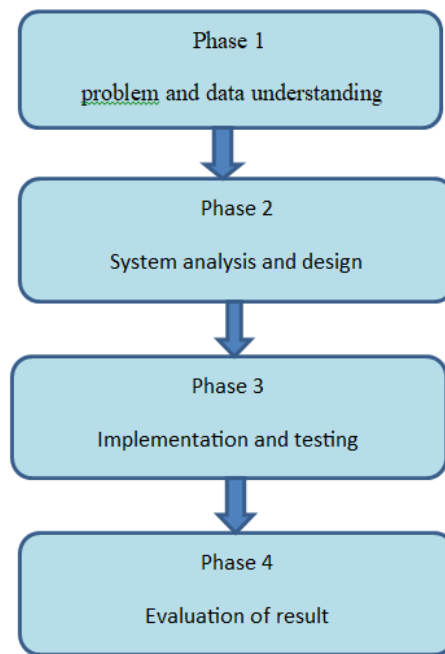 Phase 1
problem and data understanding
Phase 2
System analysis and design
Phase 3
Implementation and testing
Phase 4
Evaluation of result